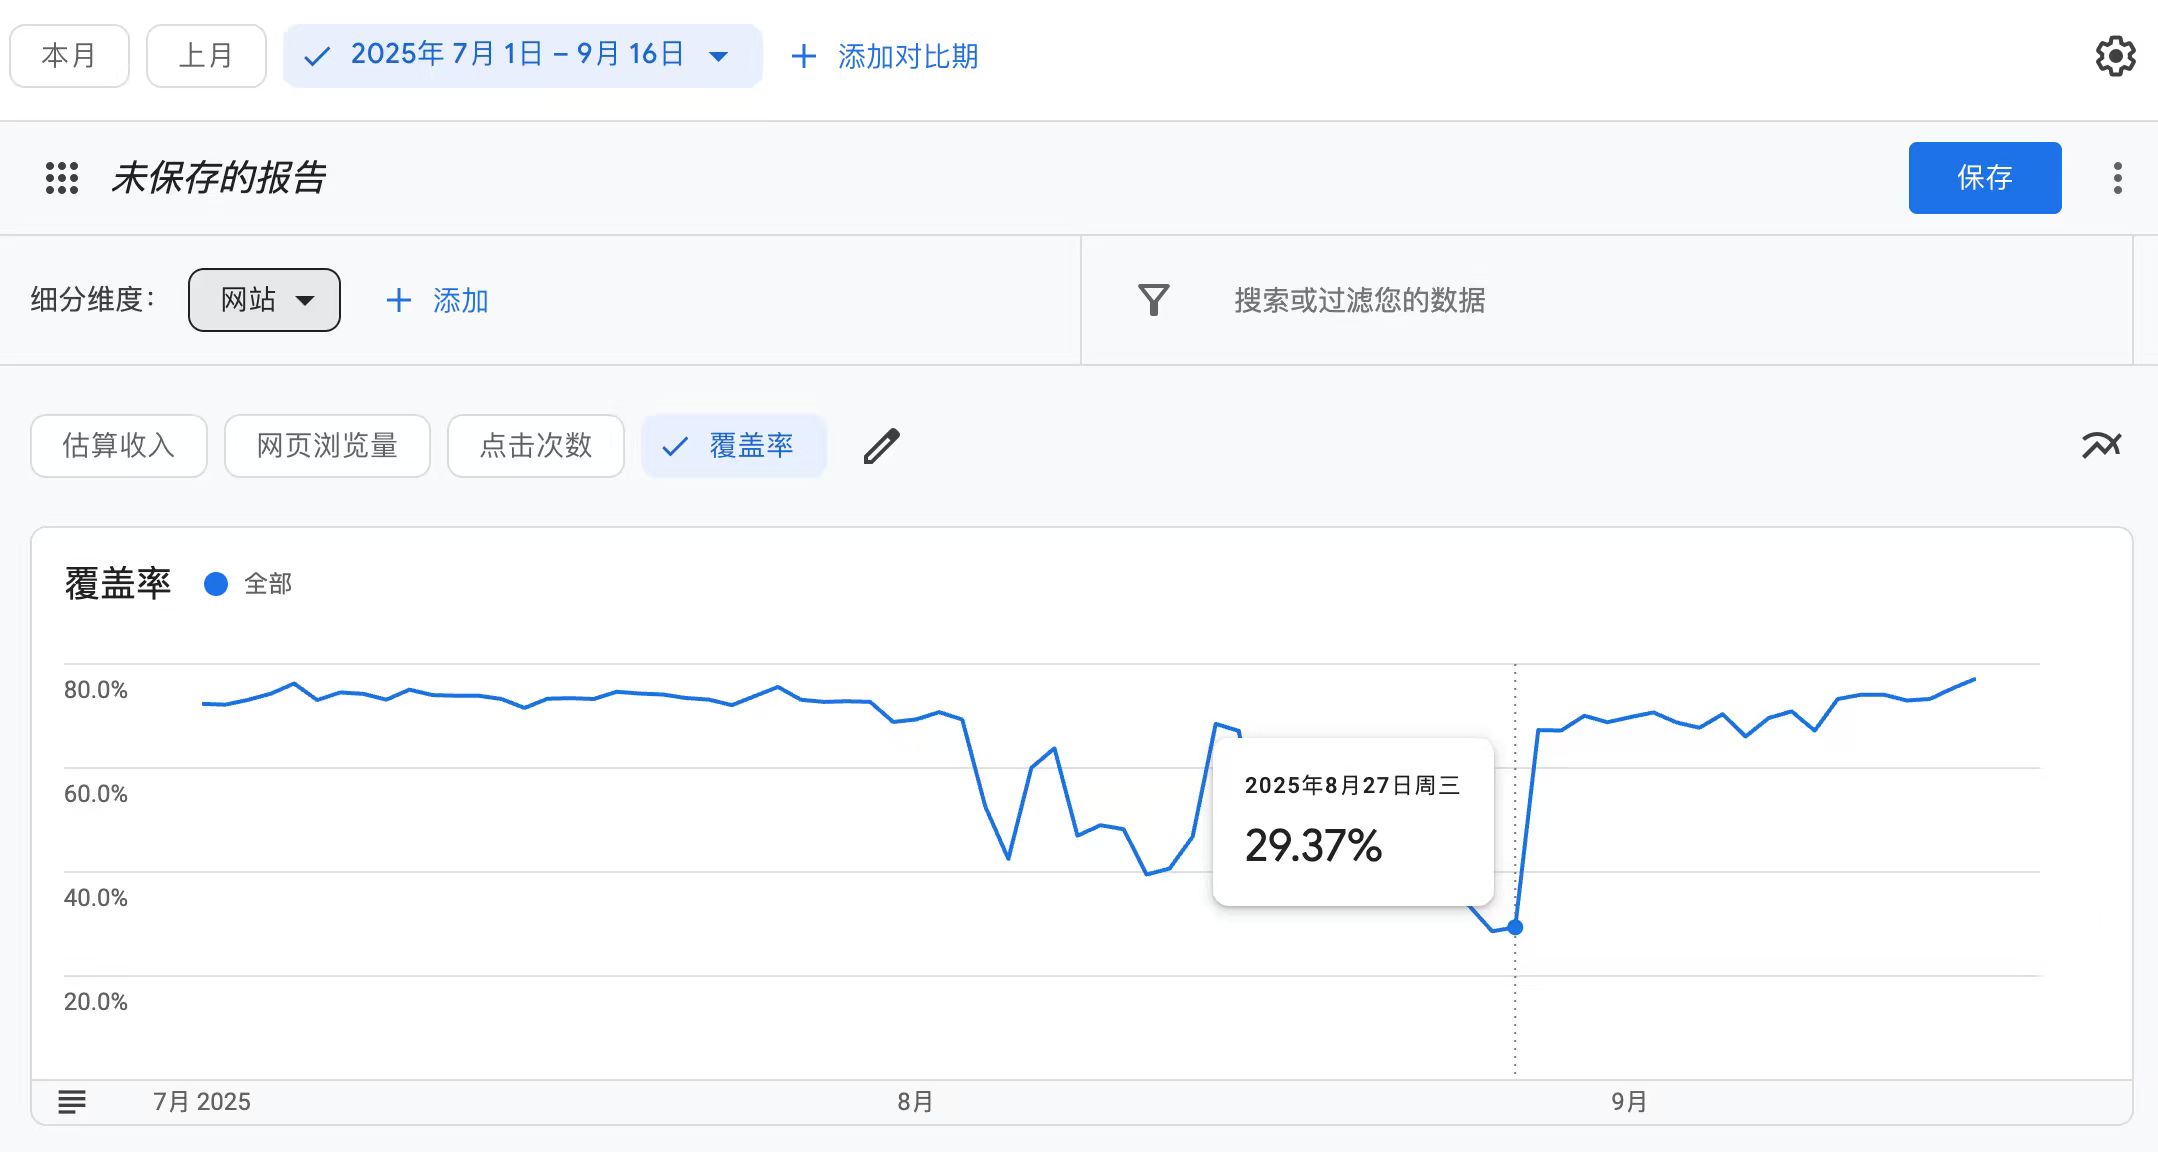 本月 上月 2025年 7月 1日 – 9月 16日 添加对比期
未保存的报告 保存
细分维度： 网站 添加 搜索或过滤您的数据
估算收入 网页浏览量 点击次数 覆盖率
覆盖率 全部
80.0%
60.0%
2025年8月27日周三
29.37%
40.0%
20.0%
7月 2025 8月 9月